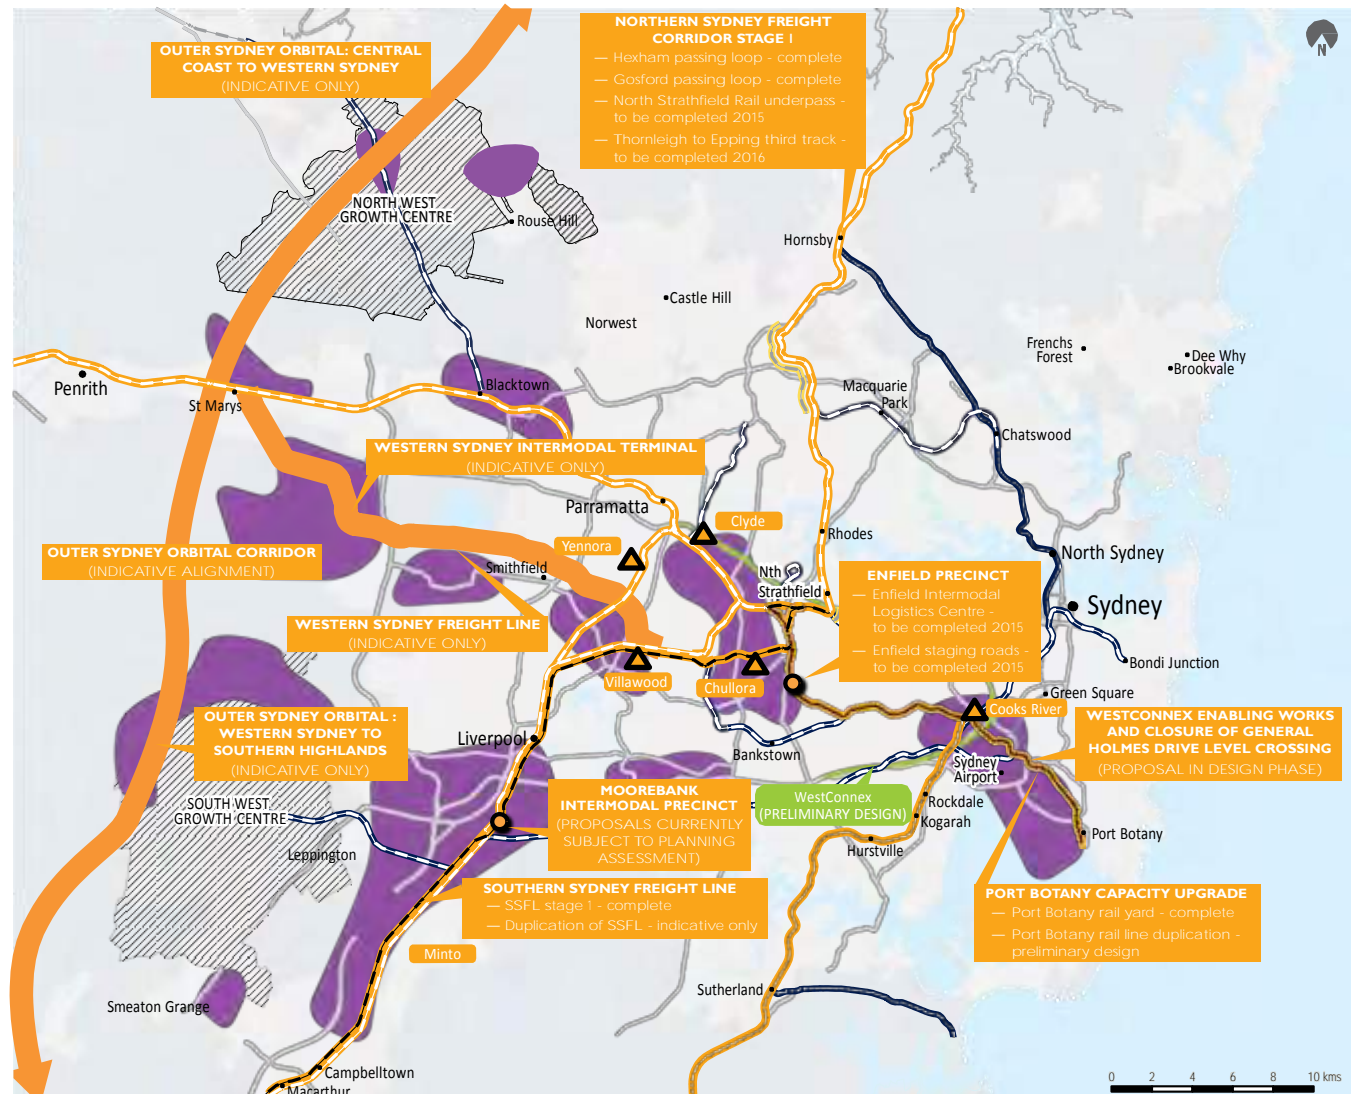 NORTHERN SYDNEY FREIGHT
CORRIDOR STAGE I
— Hexham passing loop - complete
— Gosford passing loop - complete
— North Strathfield Rail underpass -
to be completed 2015
— Thornleigh to Epping third track -
to be completed 2016
N
OUTER SYDNEY ORBITAL: CENTRAL
COAST TO WESTERN SYDNEY
(INDICATIVE ONLY)
NORTH WEST
GROWTH CENTRE
Rouse Hill
Hornsby
Castle Hill
Norwest
Frenchs
Forest
Dee Why
Brookvale
Penrith
St Marys
Blacktown
Macquarie
Park
Chatswood
WESTERN SYDNEY INTERMODAL TERMINAL
(INDICATIVE ONLY)
Parramatta
Clyde
Rhodes
Yennora
North Sydney
OUTER SYDNEY ORBITAL CORRIDOR
(INDICATIVE ALIGNMENT)
Smithfield
Nth
Strathfield
ENFIELD PRECINCT
— Enfield Intermodal
Logistics Centre -
to be completed 2015
— Enfield staging roads -
to be completed 2015
Sydney
WESTERN SYDNEY FREIGHT LINE
(INDICATIVE ONLY)
Bondi Junction
Villawood
Chullora
Green Square
Cooks River
OUTER SYDNEY ORBITAL :
WESTERN SYDNEY TO
SOUTHERN HIGHLANDS
(INDICATIVE ONLY)
Liverpool
Bankstown
WESTCONNEX ENABLING WORKS
AND CLOSURE OF GENERAL
HOLMES DRIVE LEVEL CROSSING
(PROPOSAL IN DESIGN PHASE)
Sydney
Airport
MOOREBANK
INTERMODAL PRECINCT
(PROPOSALS CURRENTLY
SUBJECT TO PLANNING
ASSESSMENT)
WestConnex
(PRELIMINARY DESIGN)
Rockdale
Kogarah
SOUTH WEST
GROWTH CENTRE
Port Botany
Leppington
Hurstville
SOUTHERN SYDNEY FREIGHT LINE
— SSFL stage 1 - complete
— Duplication of SSFL - indicative only
PORT BOTANY CAPACITY UPGRADE
— Port Botany rail yard - complete
— Port Botany rail line duplication -
preliminary design
Minto
Sutherland
Smeaton Grange
Campbelltown
Macarthur
0 2 4 6 8 10 kms